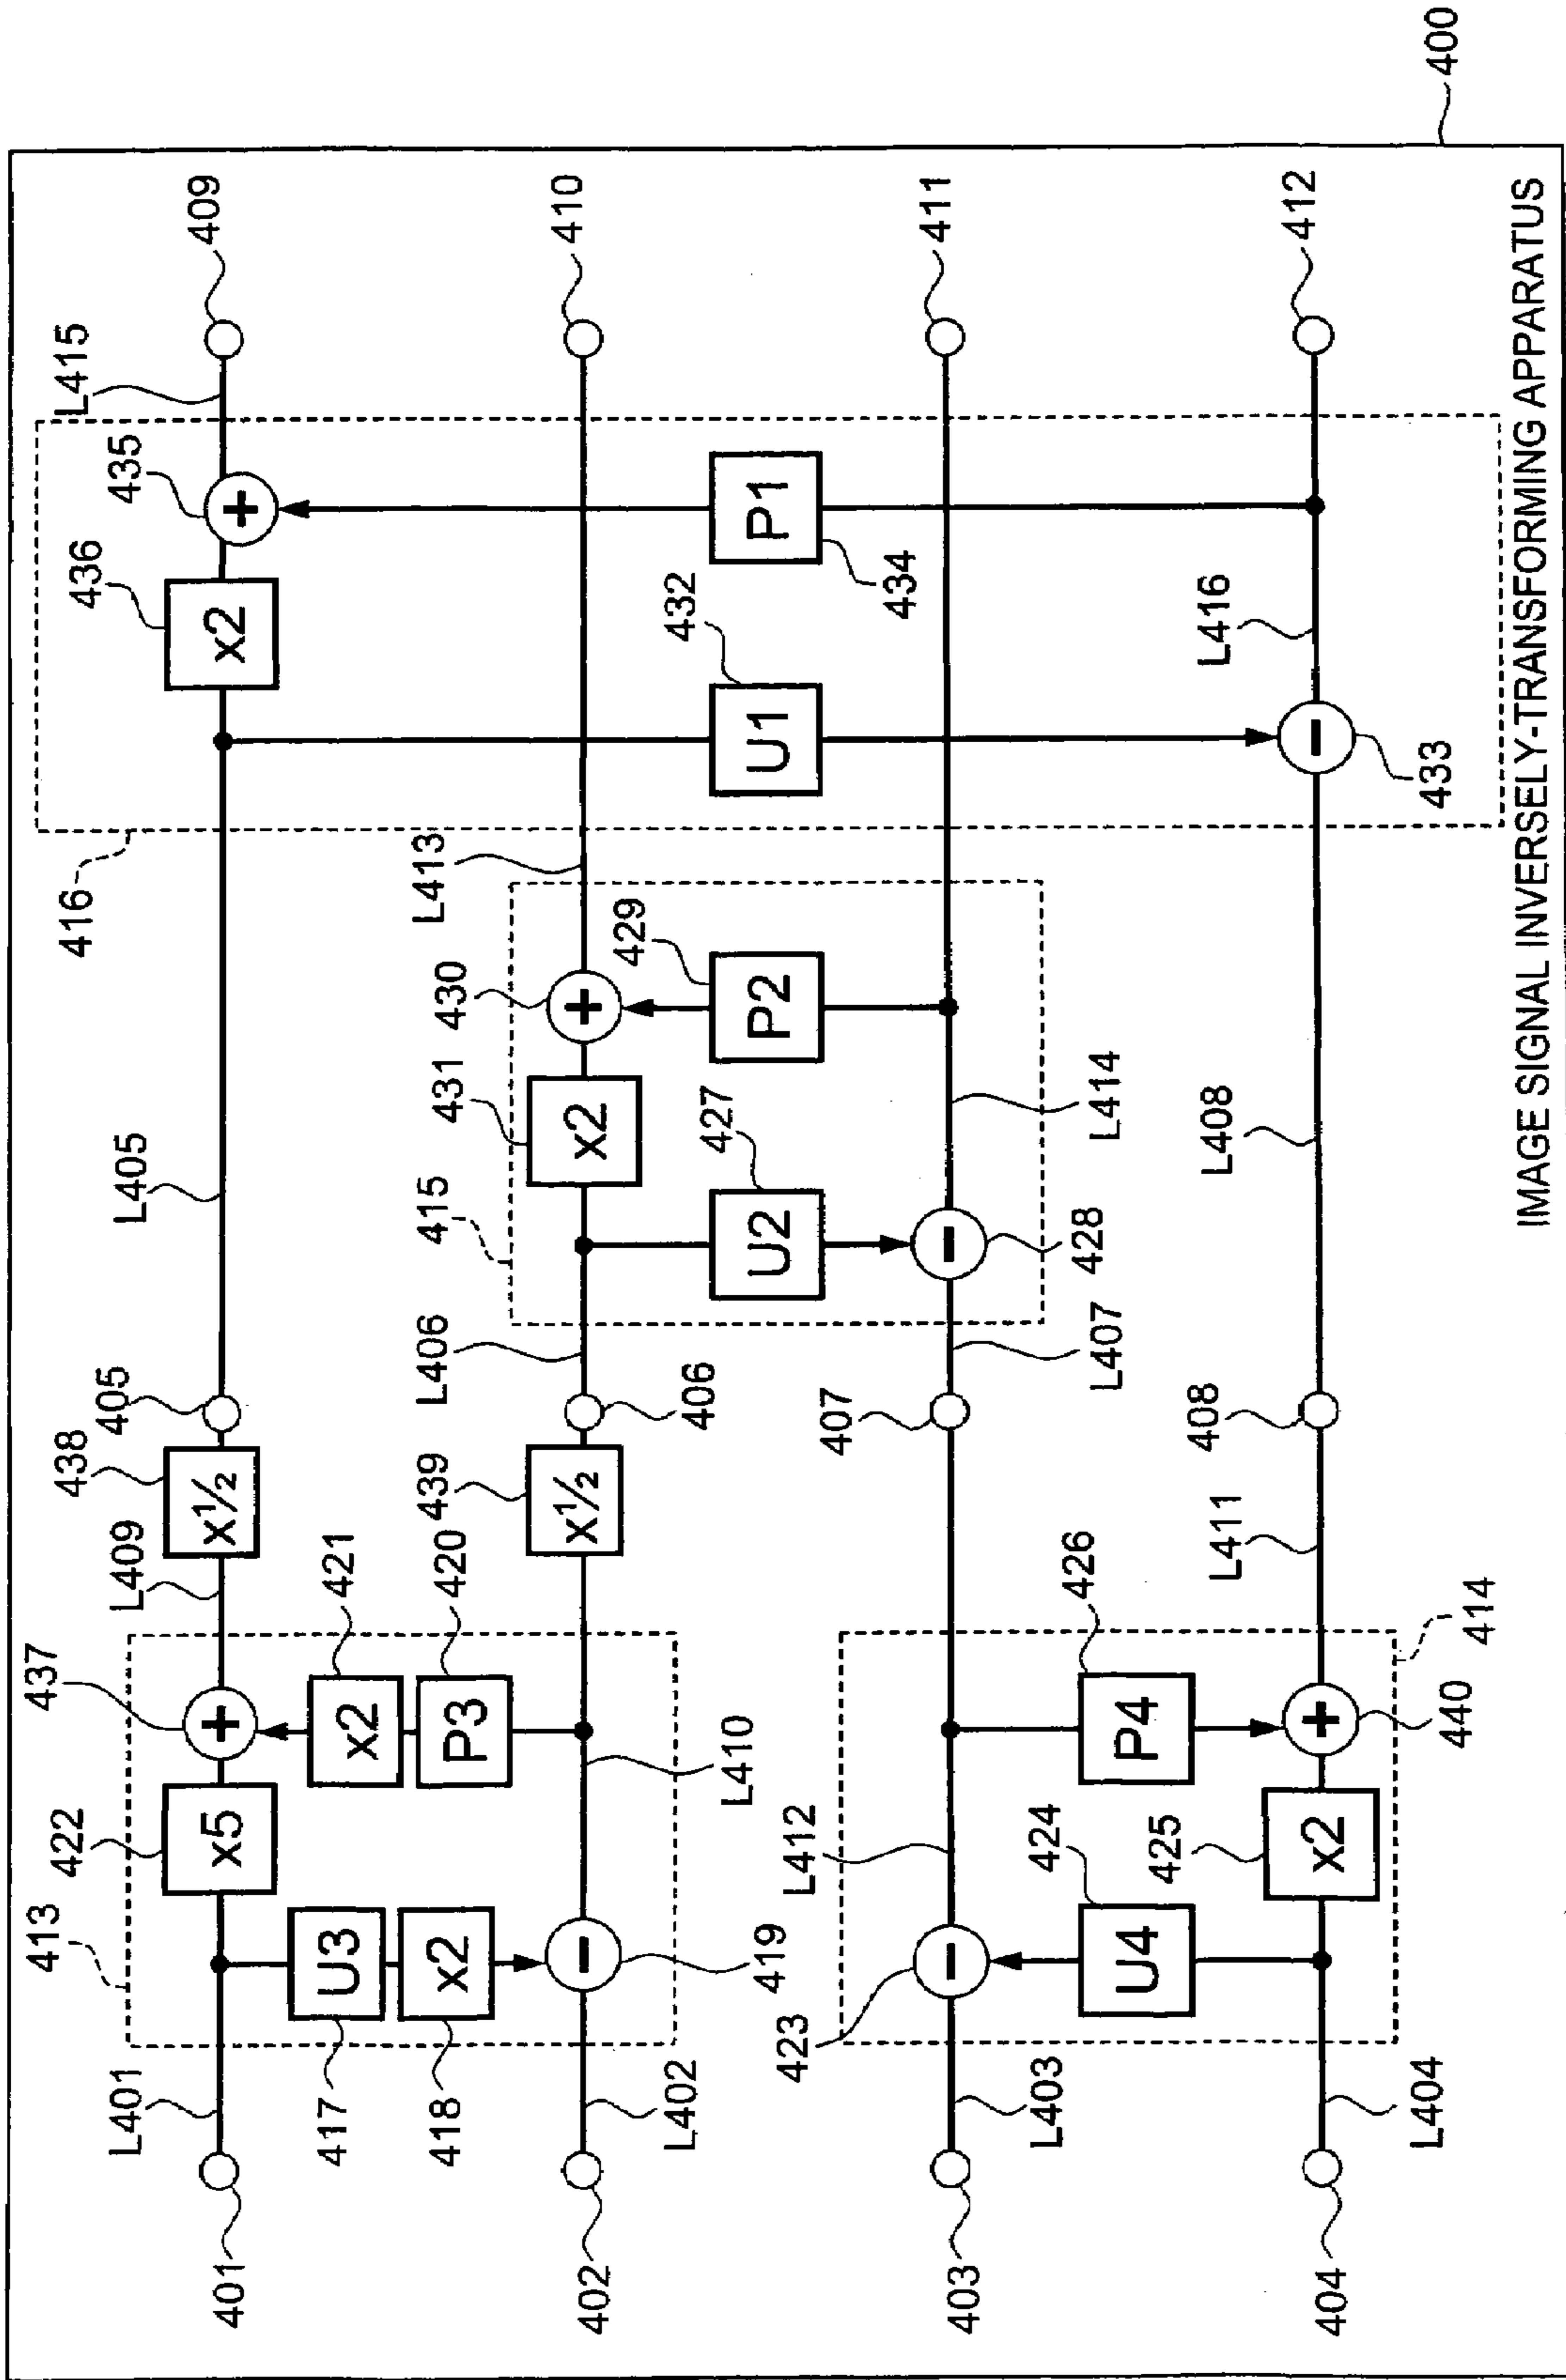 400
409
410
411
412
L415
435
436
+
x2
P1
434
432
U1
L416
−
433
416
L413
430
+
429
P2
431
x2
427
U2
L414
415
−
428
L405
L406
406
L407
407
L408
408
405
438
x½
439
x½
L409
421
420
x2
P3
437
+
422
x5
L410
413
U3
x2
−
419
417
418
L401
L402
401
402
426
P4
L411
414
+
440
L412
424
425
x2
U4
−
423
L403
L404
403
404
IMAGE SIGNAL INVERSELY-TRANSFORMING APPARATUS